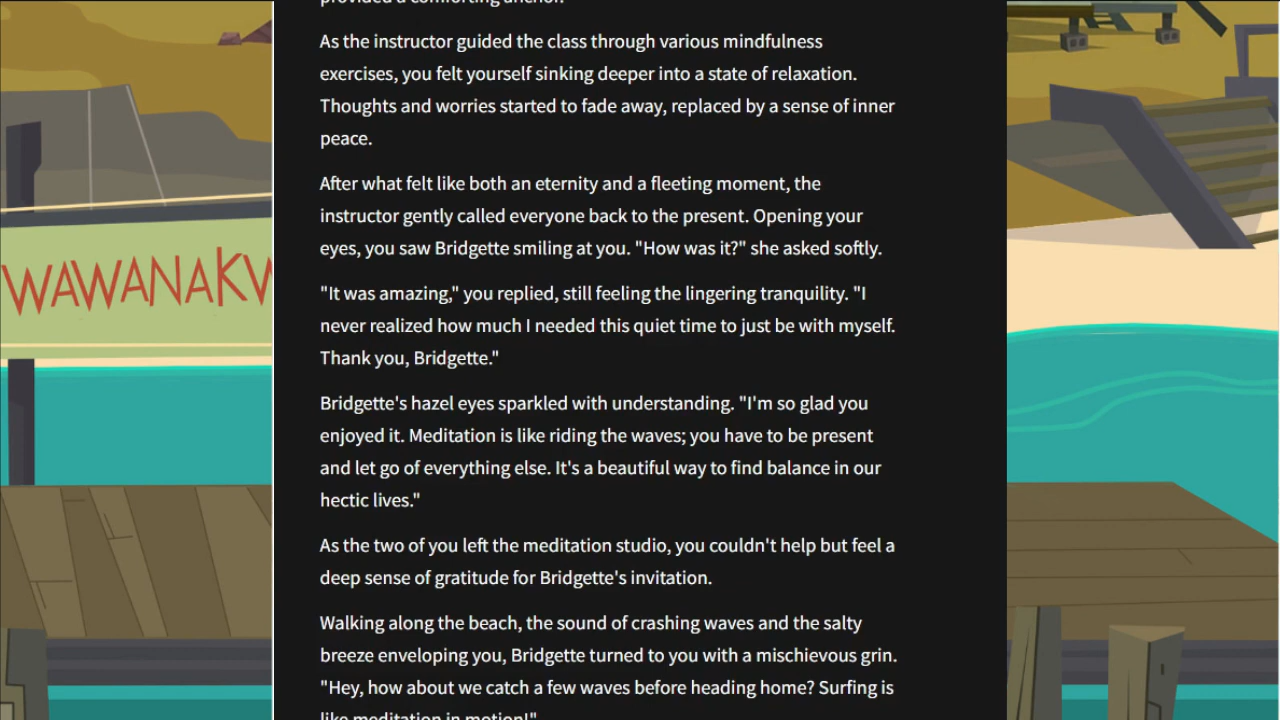 provided a comforting anchor.
As the instructor guided the class through various mindfulness
exercises, you felt yourself sinking deeper into a state of relaxation.
Thoughts and worries started to fade away, replaced by a sense of inner
peace.
After what felt like both an eternity and a fleeting moment, the
instructor gently called everyone back to the present. Opening your
eyes, you saw Bridgette smiling at you. "How was it?" she asked softly.
"It was amazing," you replied, still feeling the lingering tranquility. "I
never realized how much I needed this quiet time to just be with myself.
Thank you, Bridgette."
Bridgette's hazel eyes sparkled with understanding. "I'm so glad you
enjoyed it. Meditation is like riding the waves; you have to be present
and let go of everything else. It's a beautiful way to find balance in our
hectic lives."
As the two of you left the meditation studio, you couldn't help but feel a
deep sense of gratitude for Bridgette's invitation.
Walking along the beach, the sound of crashing waves and the salty
breeze enveloping you, Bridgette turned to you with a mischievous grin.
"Hey, how about we catch a few waves before heading home? Surfing is
like meditation in motion!"
WAWANAKW